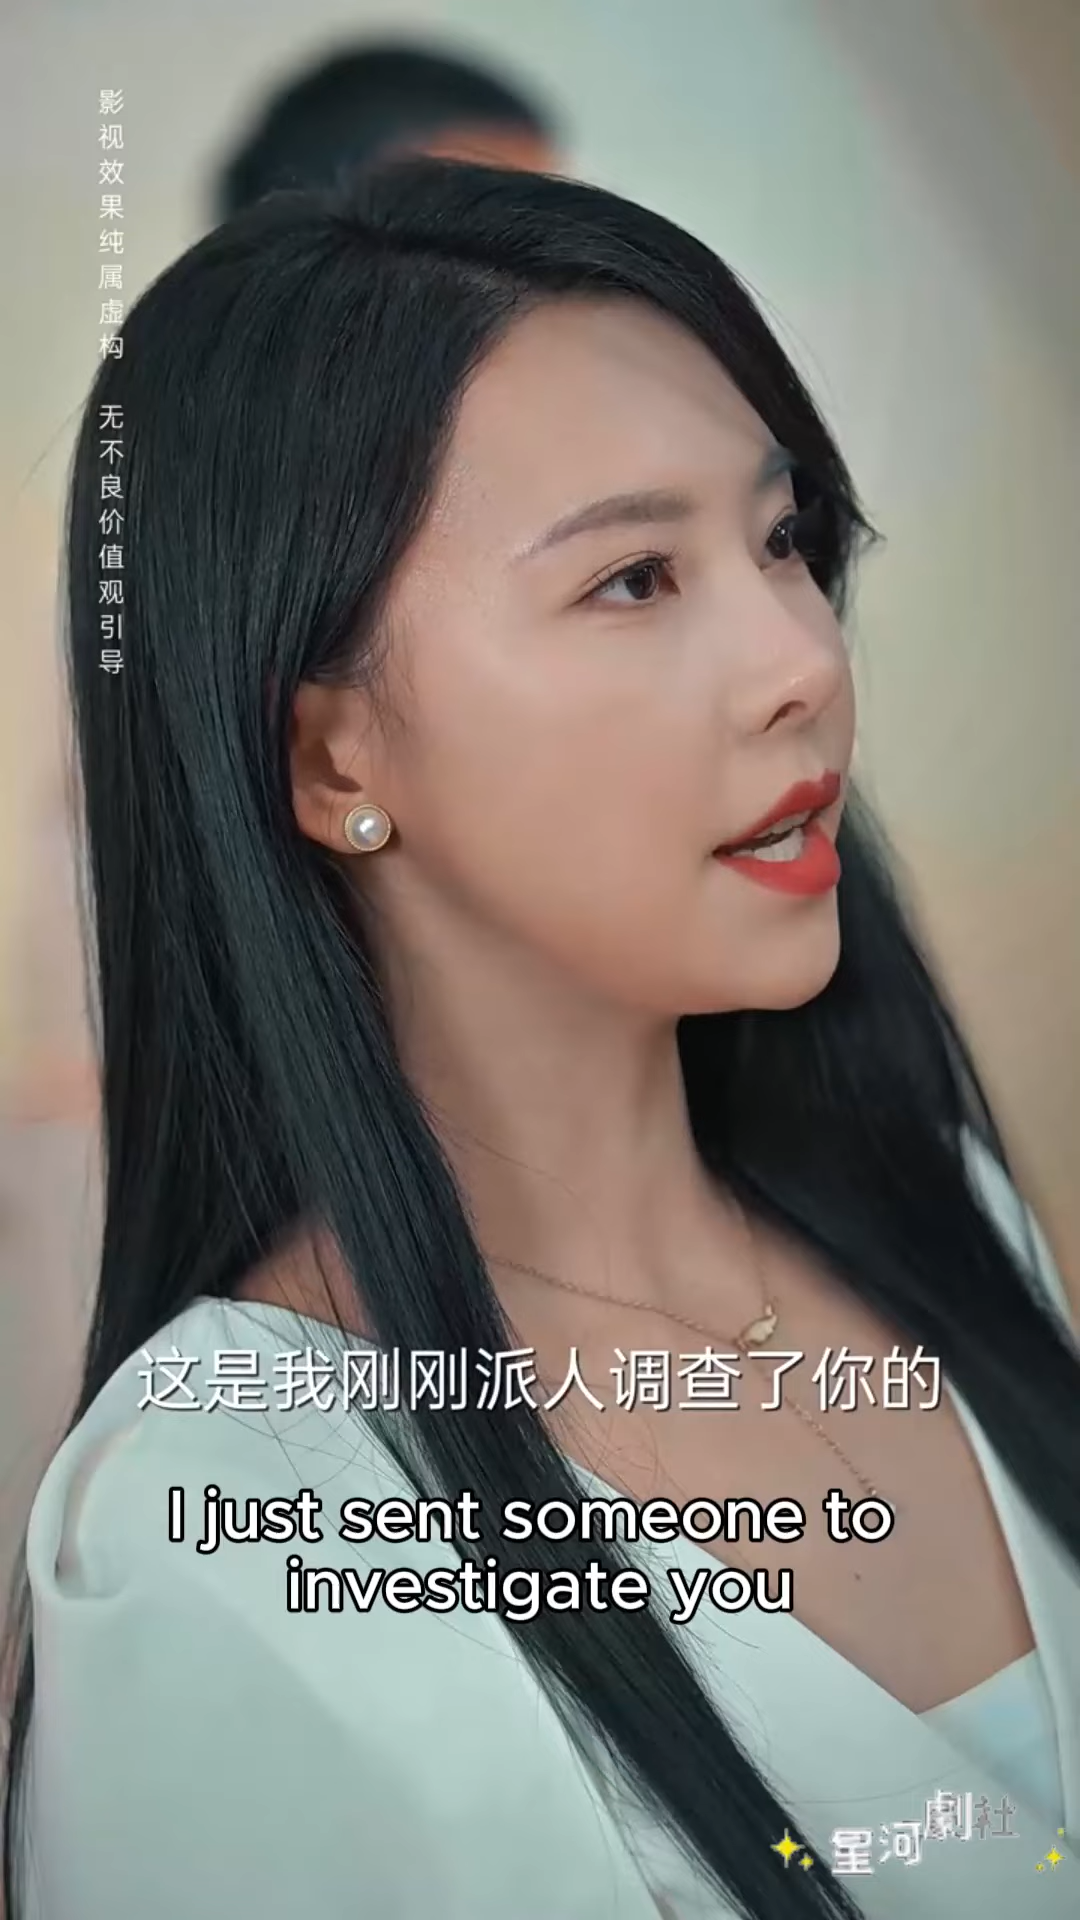 影视效果纯属虚构 无不良价值观引导
这是我刚刚派人调查了你的
I just sent someone to
investigate you
星河劇社